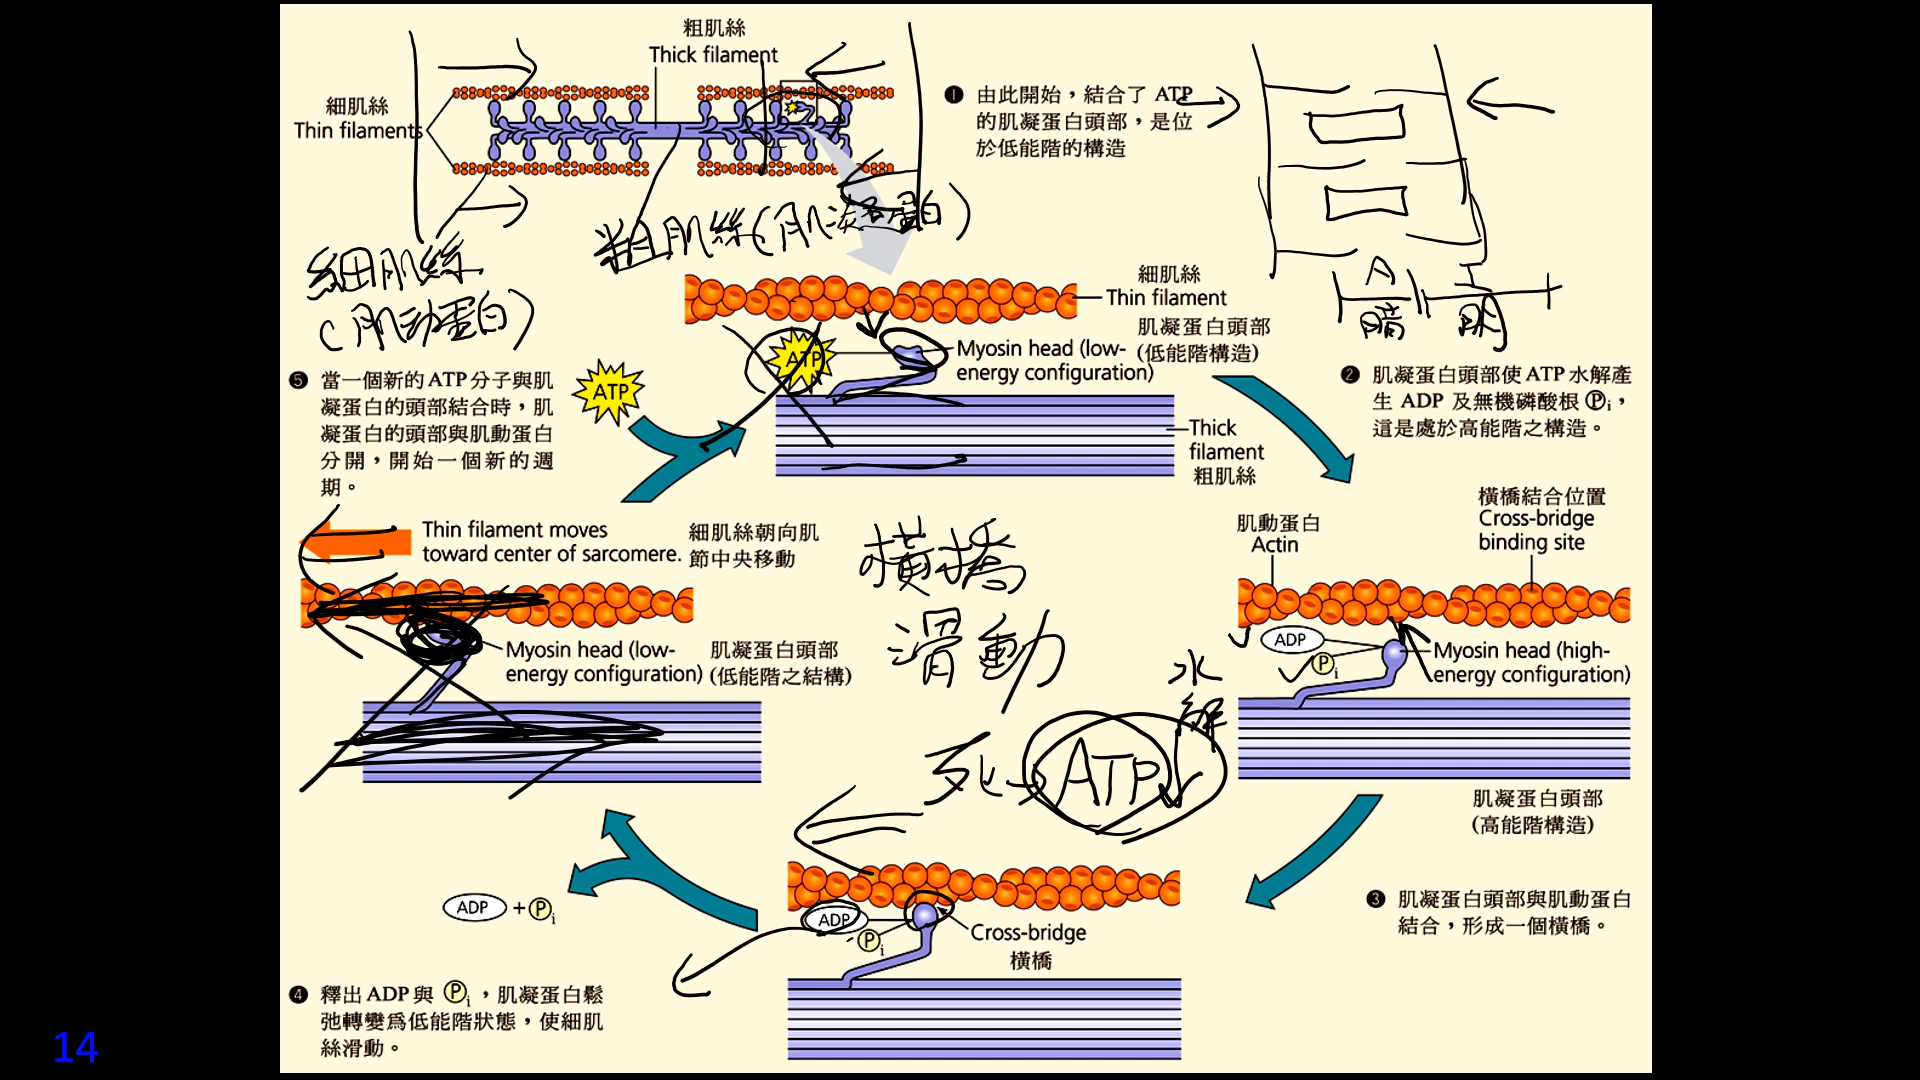 粗肌絲
Thick filament
細肌絲
Thin filaments
❶ 由此開始，結合了 ATP
的肌凝蛋白頭部，是位
於低能階的構造
粗肌絲(肌凝蛋白)
細肌絲
(肌动蛋白)
A
I
暗
明
細肌絲
Thin filament
肌凝蛋白頭部
(低能階構造)
ATP
Myosin head (low-
energy configuration)
Thick
filament
粗肌絲
❷ 肌凝蛋白頭部使ATP水解產
生 ADP 及無機磷酸根 Ⓟi，
這是處於高能階之構造。
❺ 當一個新的ATP分子與肌
凝蛋白的頭部結合時，肌
凝蛋白的頭部與肌動蛋白
分開，開始一個新的週
期。
ATP
Thin filament moves
toward center of sarcomere.
細肌絲朝向肌
節中央移動
橫橋
滑動
肌動蛋白
Actin
橫橋結合位置
Cross-bridge
binding site
ADP
Pi
Myosin head (high-
energy configuration)
Myosin head (low-
energy configuration)
肌凝蛋白頭部
(低能階之結構)
水
解
死→ATP↓
肌凝蛋白頭部
(高能階構造)
❸ 肌凝蛋白頭部與肌動蛋白
結合，形成一個橫橋。
ADP + Pi
ADP
Pi
Cross-bridge
橫橋
❹ 釋出ADP與 Ⓟi，肌凝蛋白鬆
弛轉變為低能階狀態，使細肌
絲滑動。
14